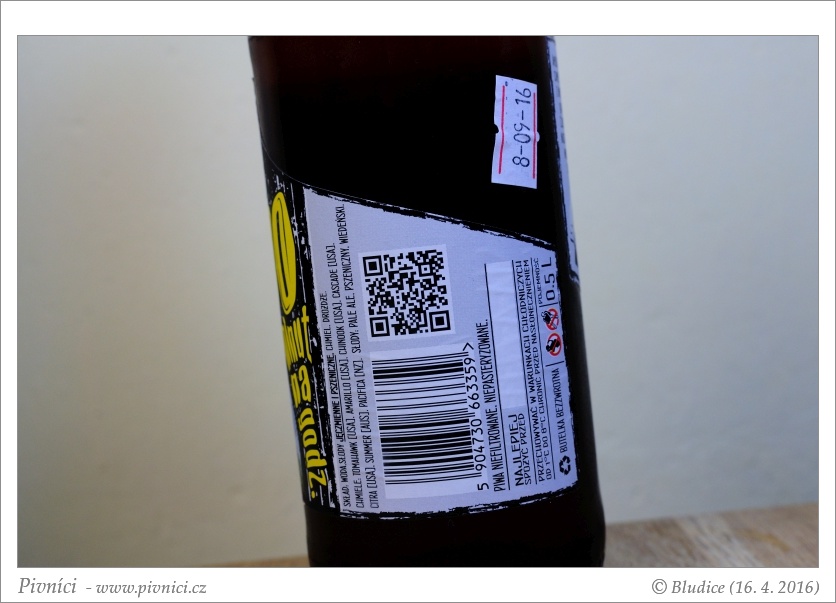 8-09-16
SKŁAD: WODA, SŁODY JĘCZMIENNE I PSZENICZNE, CHMIEL, DROŻDŻE.
CHMIELE: TOMAHAWK [USA], AMARILLO [USA], CHINOOK [USA], CASCADE [USA],
CITRA [USA], SUMMER [AUS], PACIFICA [NZ]. SŁODY: PALE ALE, PSZENICZNY, WIEDEŃSKI.
5 904730 663359 >
PIWA NIEFILTROWANE, NIEPASTERYZOWANE.
NAJLEPIEJ
SPOŻYĆ PRZED
PRZECHOWYWAĆ W WARUNKACH CHŁODNICZYCH
OD 1°C DO 8°C CHRONIĆ PRZED NASŁONECZNIENIEM
BUTELKA BEZZWROTNA
POJEMNOŚĆ
0.5 L
Pivníci - www.pivnici.cz
© Bludice (16. 4. 2016)